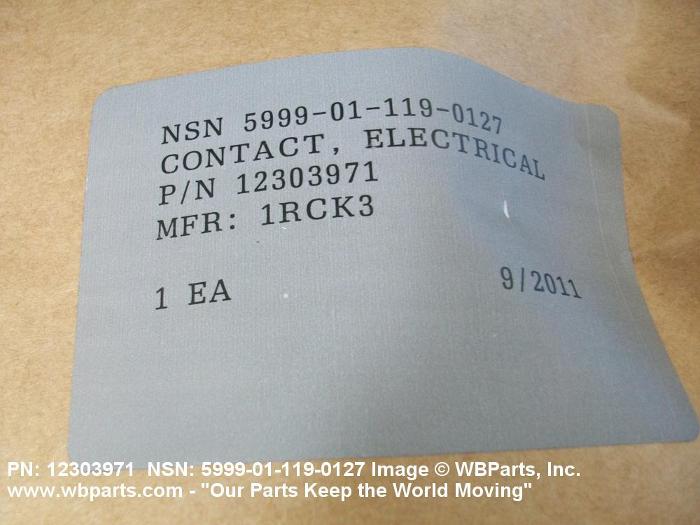 NSN 5999-01-119-0127
CONTACT, ELECTRICAL
P/N 12303971
MFR: 1RCK3
1 EA 9/2011
PN: 12303971 NSN: 5999-01-119-0127 Image © WBParts, Inc.
www.wbparts.com - "Our Parts Keep the World Moving"